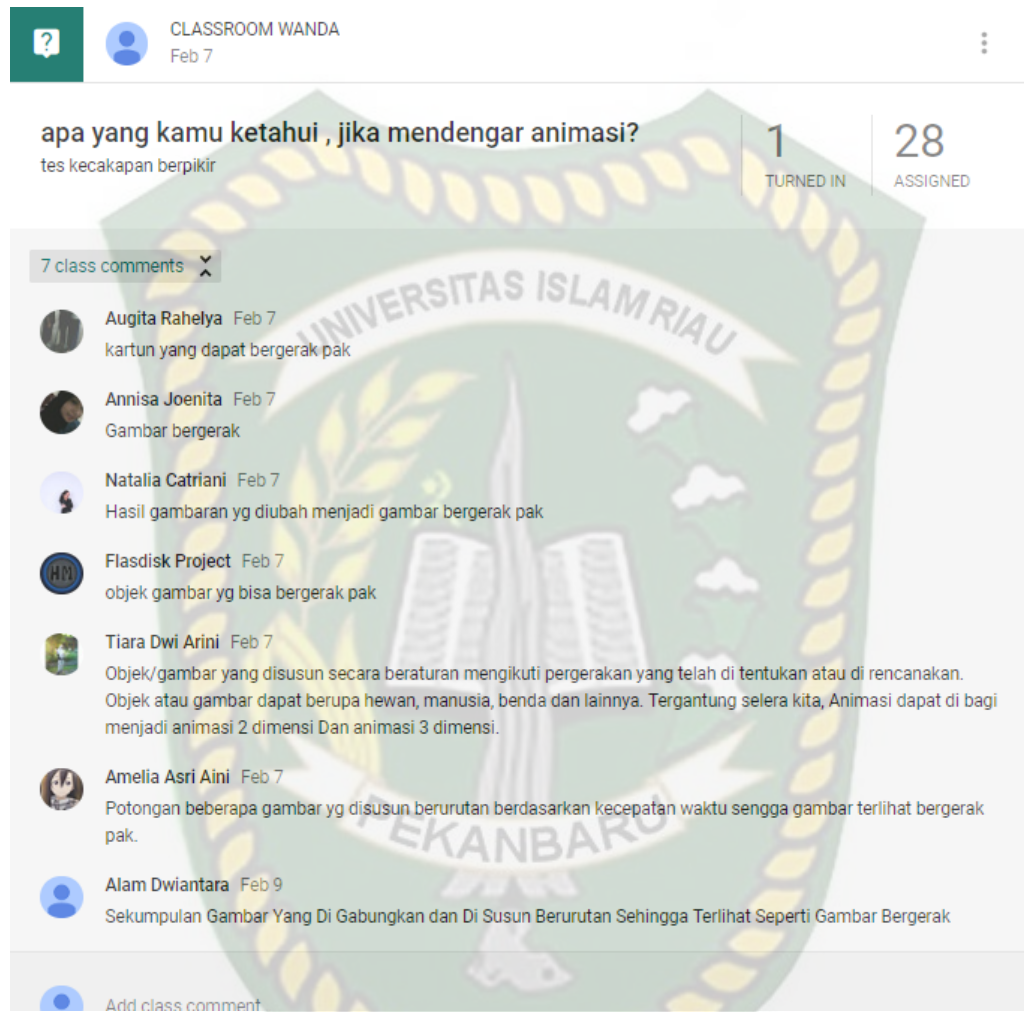 CLASSROOM WANDA
Feb 7
apa yang kamu ketahui , jika mendengar animasi?
tes kecakapan berpikir
1
TURNED IN
28
ASSIGNED
7 class comments
UNIVERSITAS ISLAM RIAU
Augita Rahelya Feb 7
kartun yang dapat bergerak pak
Annisa Joenita Feb 7
Gambar bergerak
Natalia Catriani Feb 7
Hasil gambaran yg diubah menjadi gambar bergerak pak
HM
Flasdisk Project Feb 7
objek gambar yg bisa bergerak pak
Tiara Dwi Arini Feb 7
Objek/gambar yang disusun secara beraturan mengikuti pergerakan yang telah di tentukan atau di rencanakan.
Objek atau gambar dapat berupa hewan, manusia, benda dan lainnya. Tergantung selera kita, Animasi dapat di bagi
menjadi animasi 2 dimensi Dan animasi 3 dimensi.
Amelia Asri Aini Feb 7
Potongan beberapa gambar yg disusun berurutan berdasarkan kecepatan waktu sengga gambar terlihat bergerak
pak.
PEKANBARU
Alam Dwiantara Feb 9
Sekumpulan Gambar Yang Di Gabungkan dan Di Susun Berurutan Sehingga Terlihat Seperti Gambar Bergerak
Add class comment